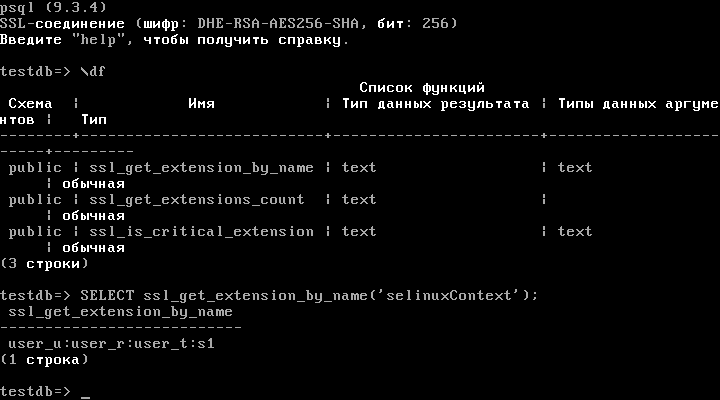 psql (9.3.4)
SSL-соединение (шифр: DHE-RSA-AES256-SHA, бит: 256)
Введите "help", чтобы получить справку.
testdb=> \df
Список функций
Схема | Имя | Тип данных результата | Типы данных аргуме
нтов | Тип
--------+-------------------------------+--------------------------+----------------------
-----+---------
public | ssl_get_extension_by_name | text | text
| обычная
public | ssl_get_extensions_count | text |
| обычная
public | ssl_is_critical_extension | text | text
| обычная
(3 строки)
testdb=> SELECT ssl_get_extension_by_name('selinuxContext');
ssl_get_extension_by_name
---------------------------
user_u:user_r:user_t:s1
(1 строка)
testdb=> _